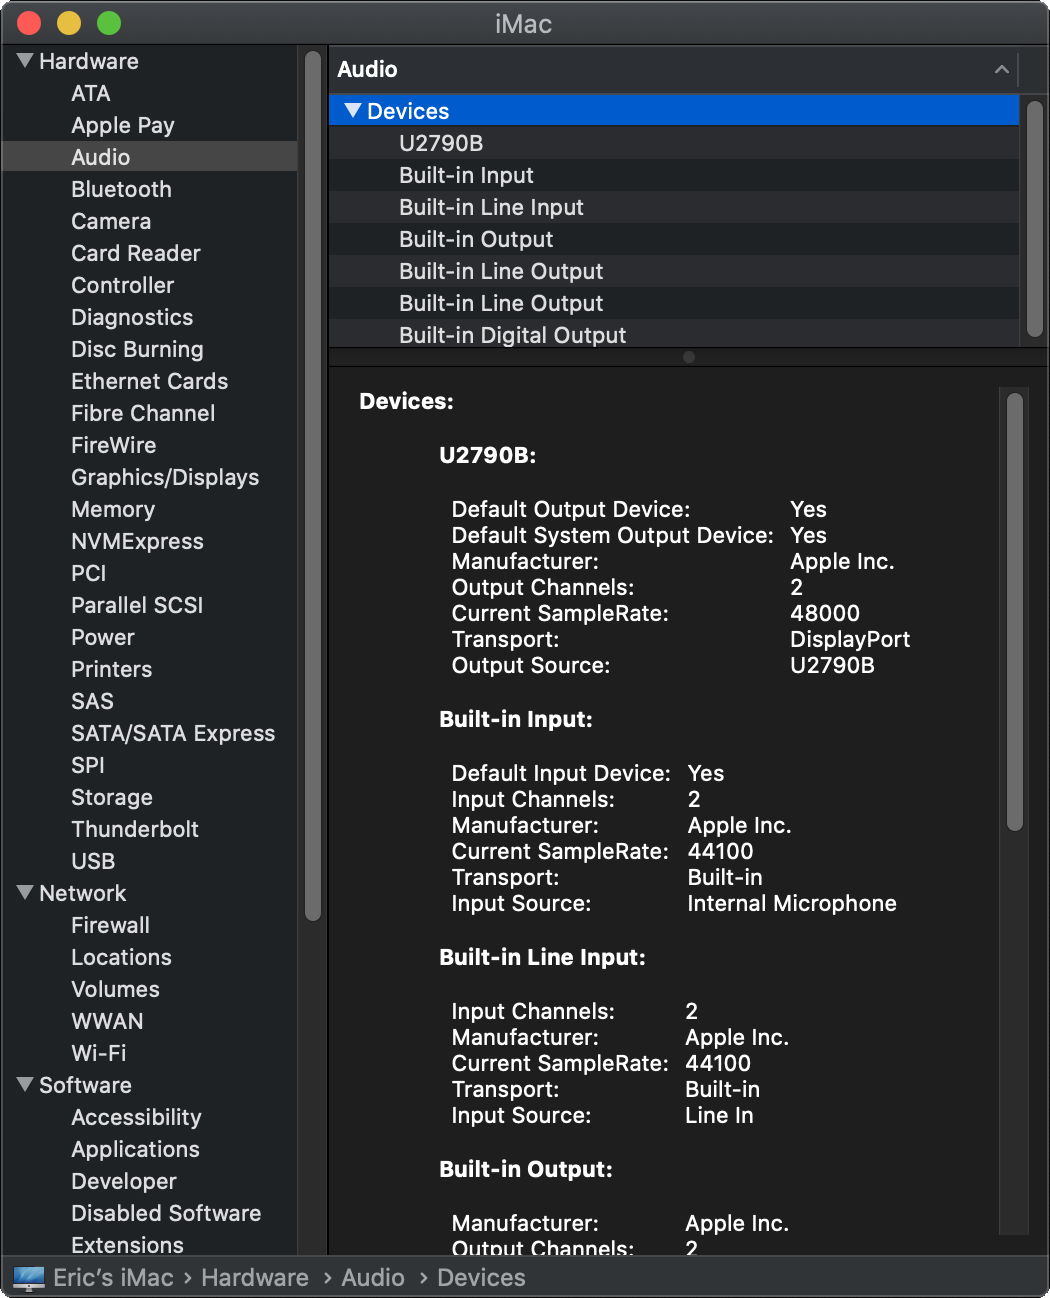 iMac
Hardware
ATA
Apple Pay
Audio
Bluetooth
Camera
Card Reader
Controller
Diagnostics
Disc Burning
Ethernet Cards
Fibre Channel
FireWire
Graphics/Displays
Memory
NVMExpress
PCI
Parallel SCSI
Power
Printers
SAS
SATA/SATA Express
SPI
Storage
Thunderbolt
USB
Network
Firewall
Locations
Volumes
WWAN
Wi-Fi
Software
Accessibility
Applications
Developer
Disabled Software
Extensions
Audio
Devices
U2790B
Built-in Input
Built-in Line Input
Built-in Output
Built-in Line Output
Built-in Line Output
Built-in Digital Output
Devices:
U2790B:
Default Output Device: Yes
Default System Output Device: Yes
Manufacturer: Apple Inc.
Output Channels: 2
Current SampleRate: 48000
Transport: DisplayPort
Output Source: U2790B
Built-in Input:
Default Input Device: Yes
Input Channels: 2
Manufacturer: Apple Inc.
Current SampleRate: 44100
Transport: Built-in
Input Source: Internal Microphone
Built-in Line Input:
Input Channels: 2
Manufacturer: Apple Inc.
Current SampleRate: 44100
Transport: Built-in
Input Source: Line In
Built-in Output:
Manufacturer: Apple Inc.
Output Channels: 2
Eric's iMac › Hardware › Audio › Devices